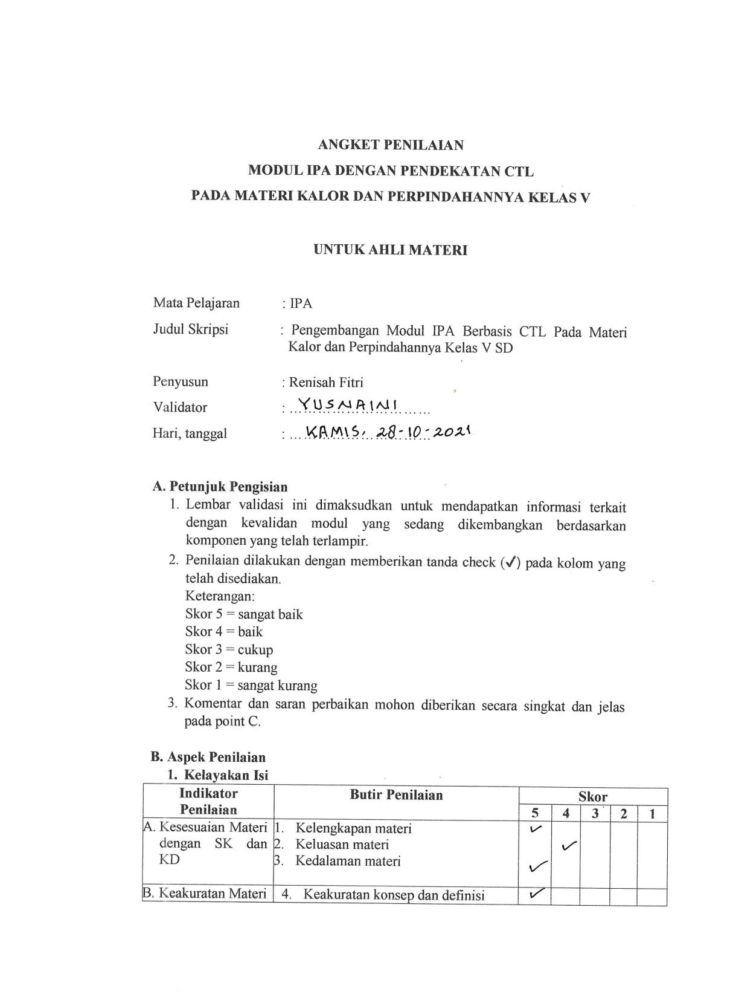 ANGKET PENILAIAN
MODUL IPA DENGAN PENDEKATAN CTL
PADA MATERI KALOR DAN PERPINDAHANNYA KELAS V
UNTUK AHLI MATERI
Mata Pelajaran : IPA
Judul Skripsi : Pengembangan Modul IPA Berbasis CTL Pada Materi
Kalor dan Perpindahannya Kelas V SD
Penyusun : Renisah Fitri
Validator : YUSNAINI
Hari, tanggal : KAMIS, 28-10-2021
A. Petunjuk Pengisian
1. Lembar validasi ini dimaksudkan untuk mendapatkan informasi terkait
dengan kevalidan modul yang sedang dikembangkan berdasarkan
komponen yang telah terlampir.
2. Penilaian dilakukan dengan memberikan tanda check (✓) pada kolom yang
telah disediakan.
Keterangan:
Skor 5 = sangat baik
Skor 4 = baik
Skor 3 = cukup
Skor 2 = kurang
Skor 1 = sangat kurang
3. Komentar dan saran perbaikan mohon diberikan secara singkat dan jelas
pada point C.
B. Aspek Penilaian
1. Kelayakan Isi
Indikator Butir Penilaian Skor
Penilaian 5 4 3 2 1
A. Kesesuaian Materi 1. Kelengkapan materi ✓
dengan SK dan 2. Keluasan materi ✓
KD 3. Kedalaman materi ✓
B. Keakuratan Materi 4. Keakuratan konsep dan definisi ✓